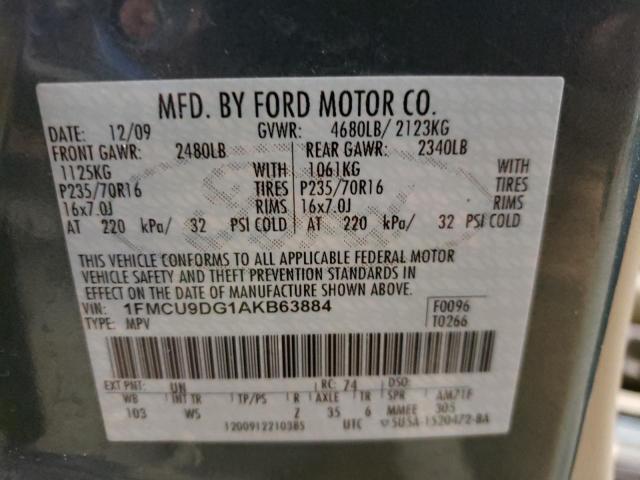 MFD. BY FORD MOTOR CO.
DATE: 12/09 GVWR: 4680LB/ 2123KG
FRONT GAWR: 2480LB REAR GAWR: 2340LB
1125KG WITH 1061KG WITH
P235/70R16 TIRES P235/70R16 TIRES
16x7.0J RIMS 16x7.0J RIMS
AT 220 kPa/ 32 PSI COLD AT 220 kPa/ 32 PSI COLD
THIS VEHICLE CONFORMS TO ALL APPLICABLE FEDERAL MOTOR
VEHICLE SAFETY AND THEFT PREVENTION STANDARDS IN
EFFECT ON THE DATE OF MANUFACTURE SHOWN ABOVE.
VIN: 1FMCU9DG1AKB63884 F0096
TYPE: MPV T0266
EXT PNT: UN RC: 74 DSO:
WB INT TR TP/PS R AXLE TR SPR
103 WS Z 35 6 MMEE 305
1200912210385 UTC